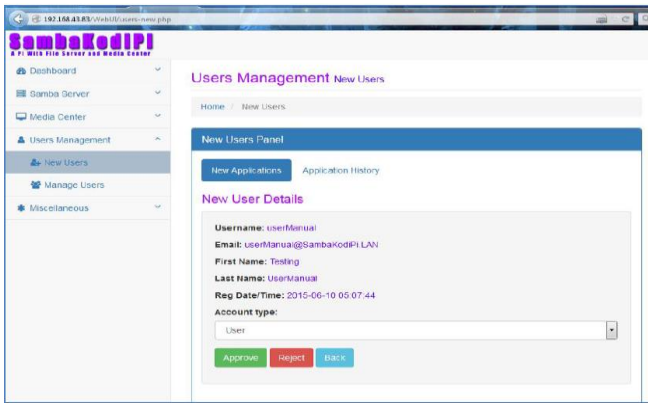 192.168.43.83/WebUI/users-new.php
SambaKodiPI
A Pi With File Server and Media Center
Dashboard
Samba Server
Media Center
Users Management
New Users
Manage Users
Miscellaneous
Users Management New Users
Home / New Users
New Users Panel
New Applications
Application History
New User Details
Username: userManual
Email: userManual@SambaKodiPi.LAN
First Name: Testing
Last Name: UserManual
Reg Date/Time: 2015-06-10 05:07:44
Account type:
User
Approve
Reject
Back